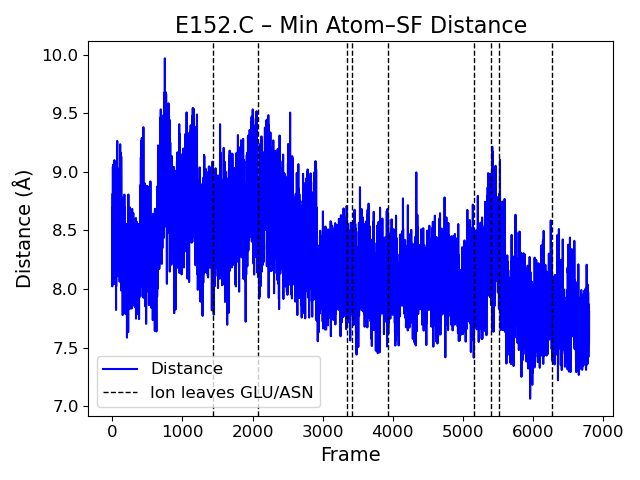 E152.C – Min Atom–SF Distance
Distance (Å)
10.0
9.5
9.0
8.5
8.0
7.5
7.0
Distance
Ion leaves GLU/ASN
0 1000 2000 3000 4000 5000 6000 7000
Frame